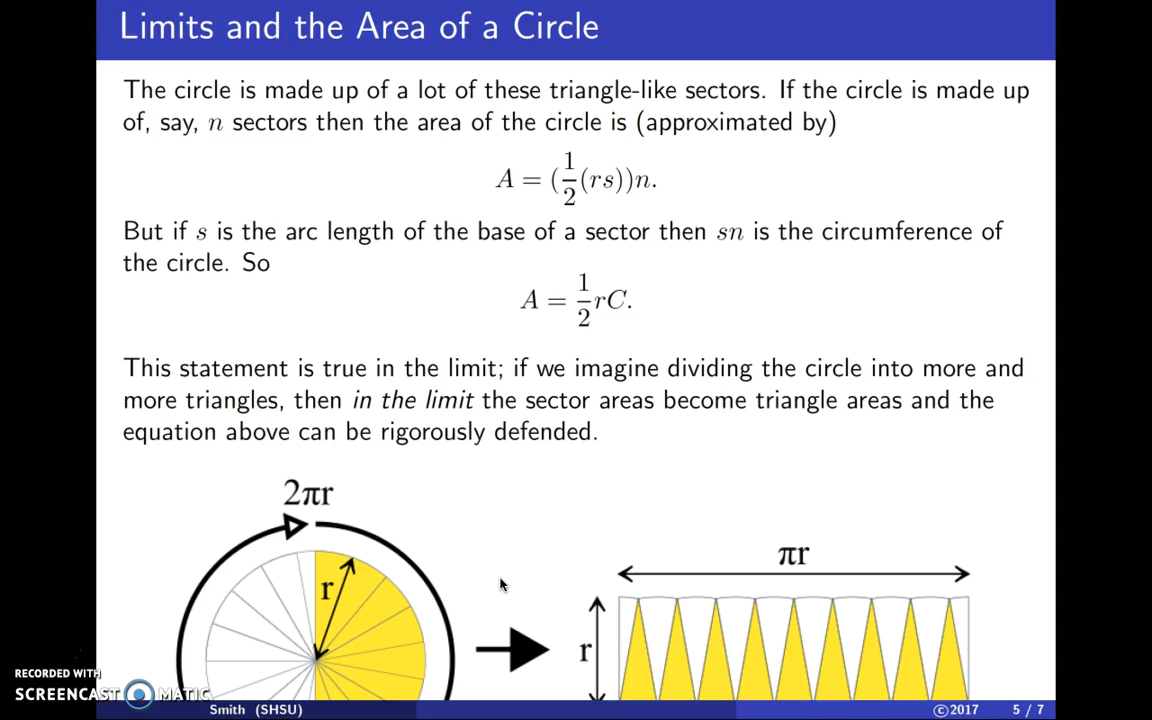 Limits and the Area of a Circle
The circle is made up of a lot of these triangle-like sectors. If the circle is made up
of, say, n sectors then the area of the circle is (approximated by)
A = (1/2(rs))n.
But if s is the arc length of the base of a sector then sn is the circumference of
the circle. So
A = 1/2rC.
This statement is true in the limit; if we imagine dividing the circle into more and
more triangles, then in the limit the sector areas become triangle areas and the
equation above can be rigorously defended.
2πr
r
πr
r
RECORDED WITH
SCREENCAST MATIC
Smith (SHSU)
©2017
5 / 7